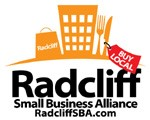 Radcliff
BUY
LOCAL
Radcliff
Small Business Alliance
RadcliffSBA.com